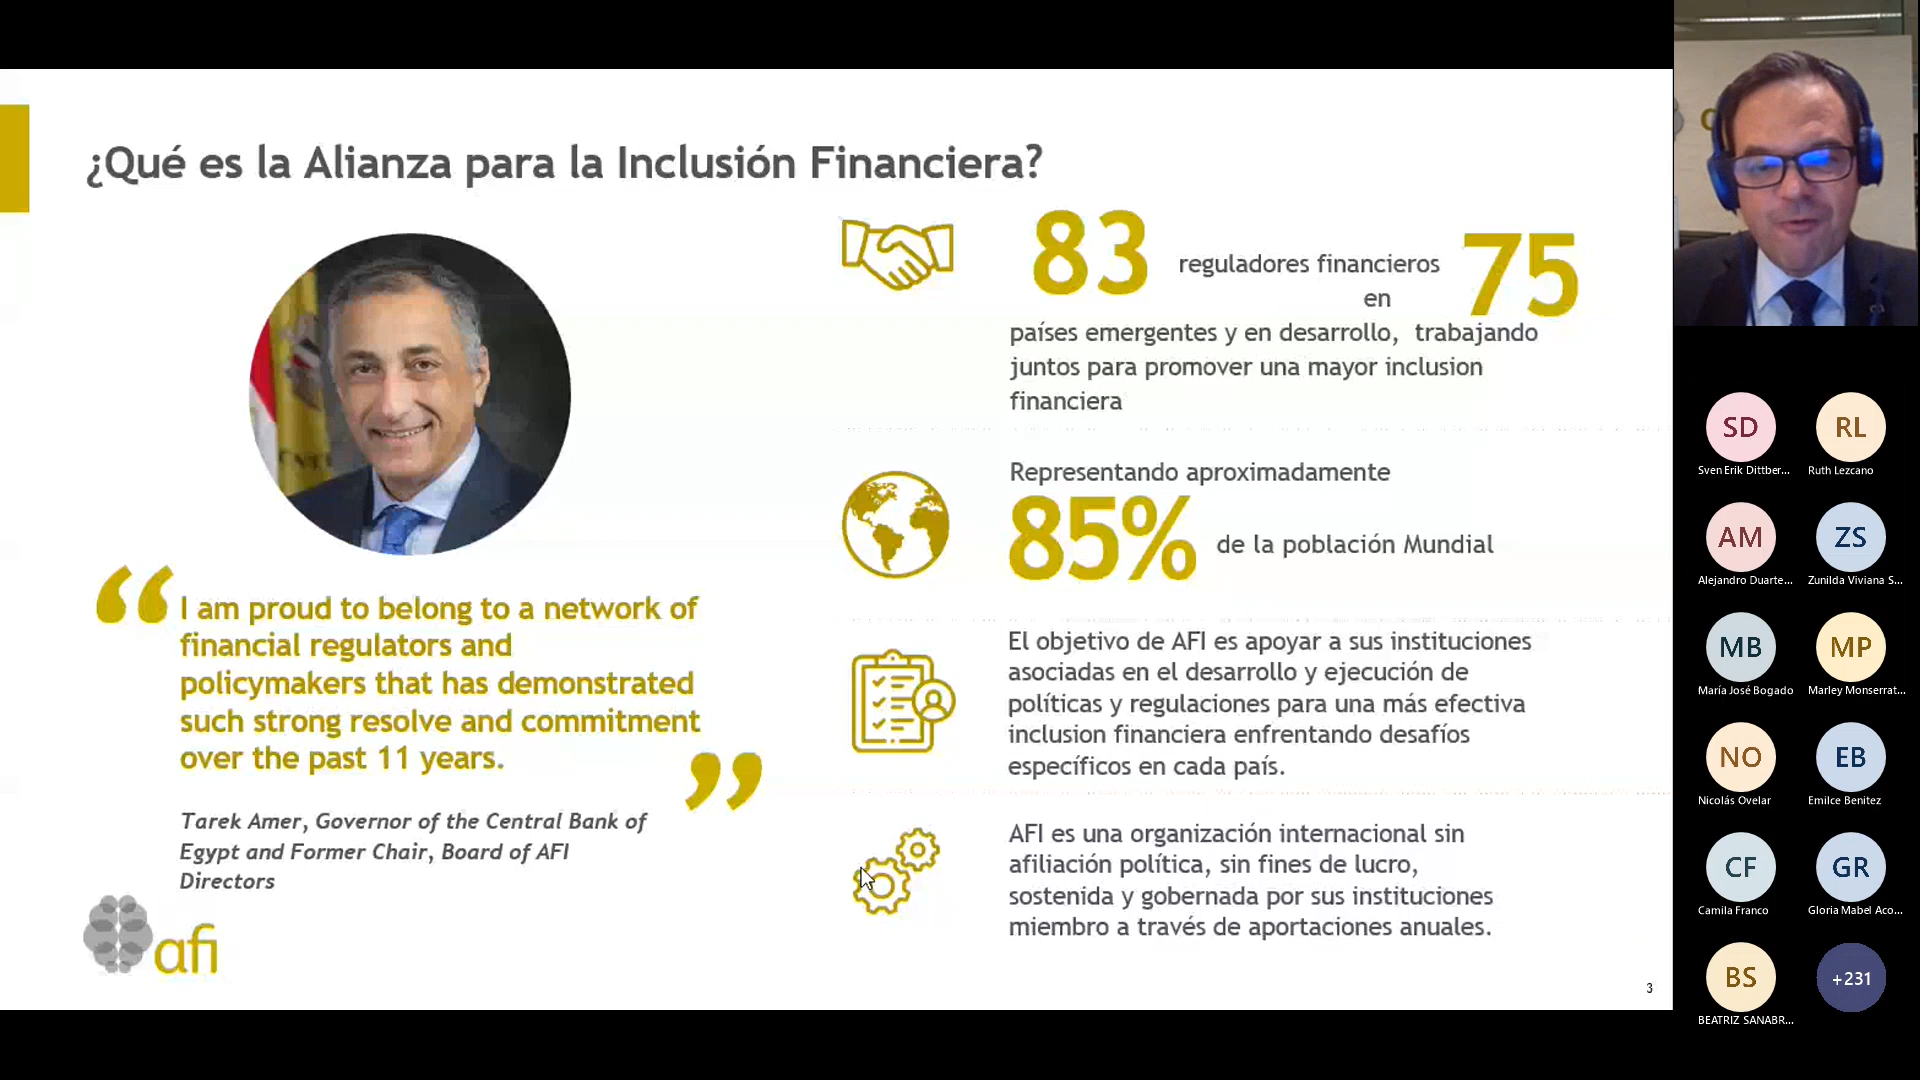 ¿Qué es la Alianza para la Inclusión Financiera?
“ I am proud to belong to a network of
financial regulators and
policymakers that has demonstrated
such strong resolve and commitment
over the past 11 years. ”
Tarek Amer, Governor of the Central Bank of
Egypt and Former Chair, Board of AFI
Directors
afi
83 reguladores financieros en 75
países emergentes y en desarrollo, trabajando
juntos para promover una mayor inclusion
financiera
Representando aproximadamente
85% de la población Mundial
El objetivo de AFI es apoyar a sus instituciones
asociadas en el desarrollo y ejecución de
políticas y regulaciones para una más efectiva
inclusion financiera enfrentando desafíos
específicos en cada país.
AFI es una organización internacional sin
afiliación política, sin fines de lucro,
sostenida y gobernada por sus instituciones
miembro a través de aportaciones anuales.
3
SD
Sven Erik Dittber...
RL
Ruth Lezcano
AM
Alejandro Duarte...
ZS
Zunilda Viviana S...
MB
María José Bogado
MP
Marley Monserrat...
NO
Nicolás Ovelar
EB
Emilce Benitez
CF
Camila Franco
GR
Gloria Mabel Aco...
BS
BEATRIZ SANABR...
+231